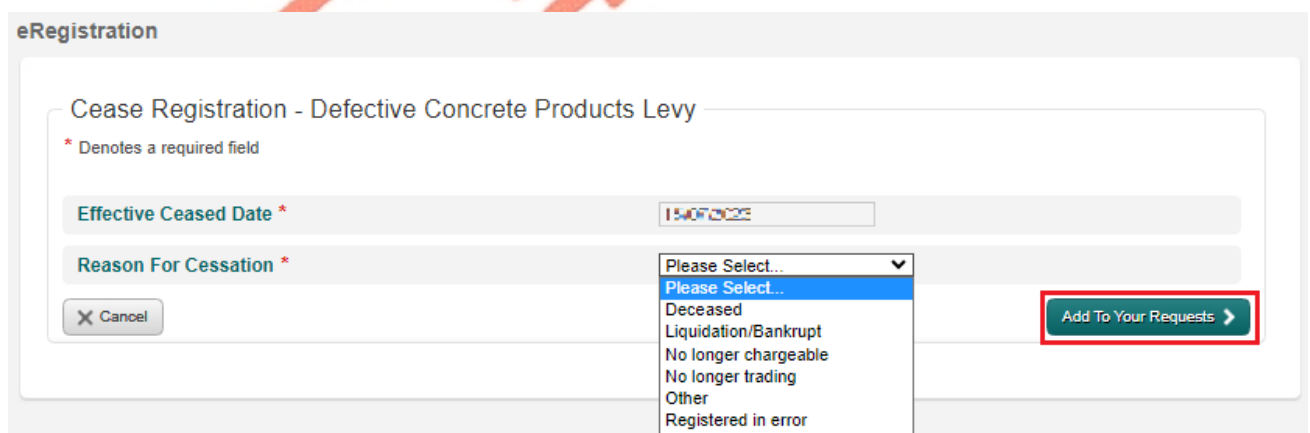 eRegistration
Cease Registration - Defective Concrete Products Levy
* Denotes a required field
Effective Ceased Date *
Reason For Cessation * Please Select...
Please Select...
Deceased
Liquidation/Bankrupt
No longer chargeable
No longer trading
Other
Registered in error
Cancel
Add To Your Requests